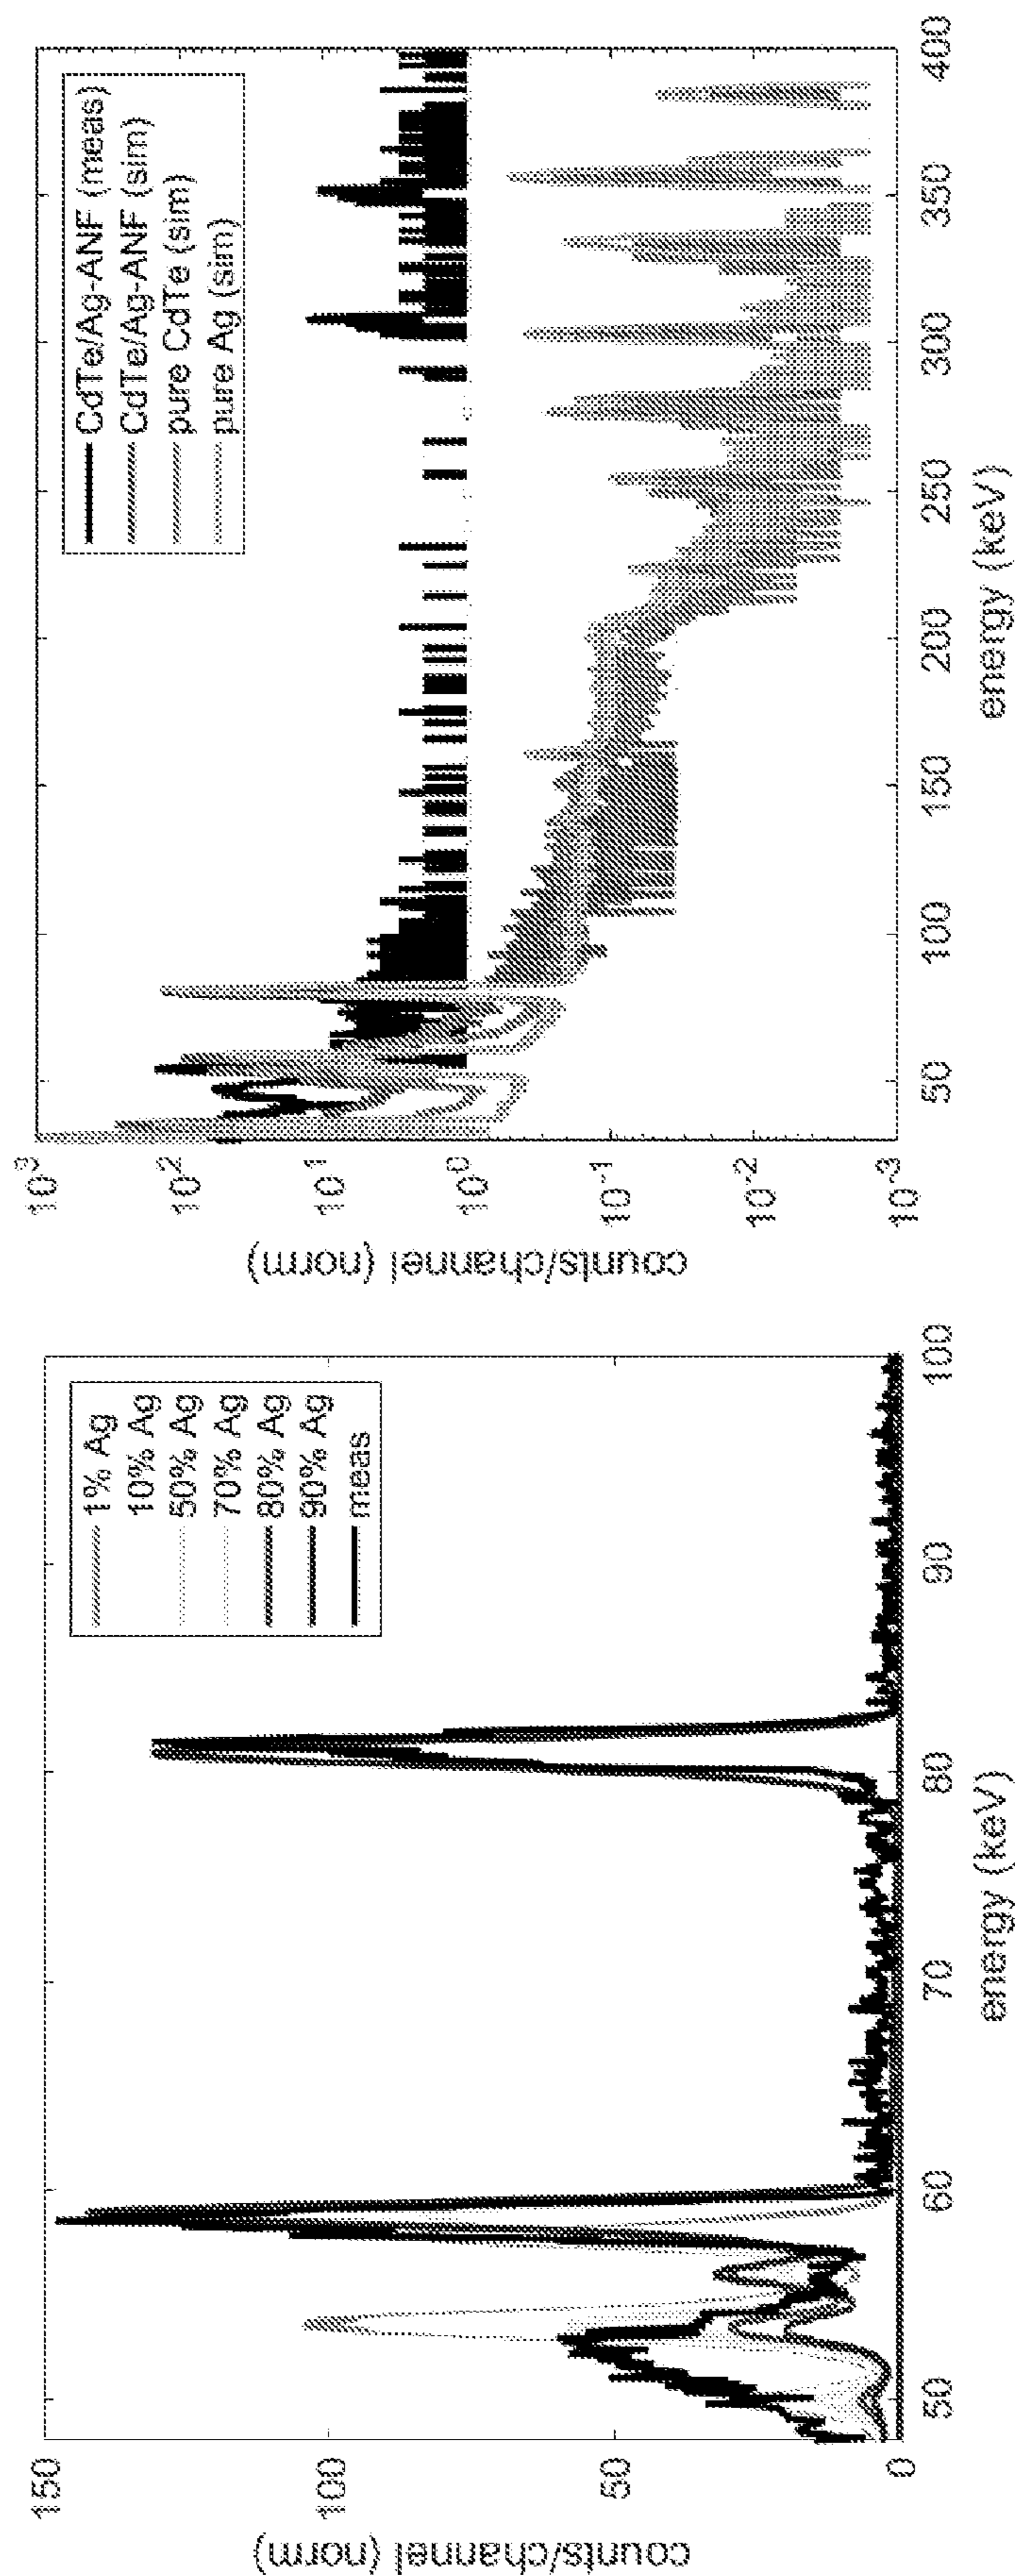 150
100
50
0
counts/channel (norm)
50
60
70
80
90
100
energy (keV)
1% Ag
10% Ag
50% Ag
70% Ag
80% Ag
90% Ag
meas
10^3
10^2
10^1
10^0
10^-1
10^-2
10^-3
counts/channel (norm)
50
100
150
200
250
300
350
400
energy (keV)
CdTe/Ag-ANF (meas)
CdTe/Ag-ANF (sim)
pure CdTe (sim)
pure Ag (sim)